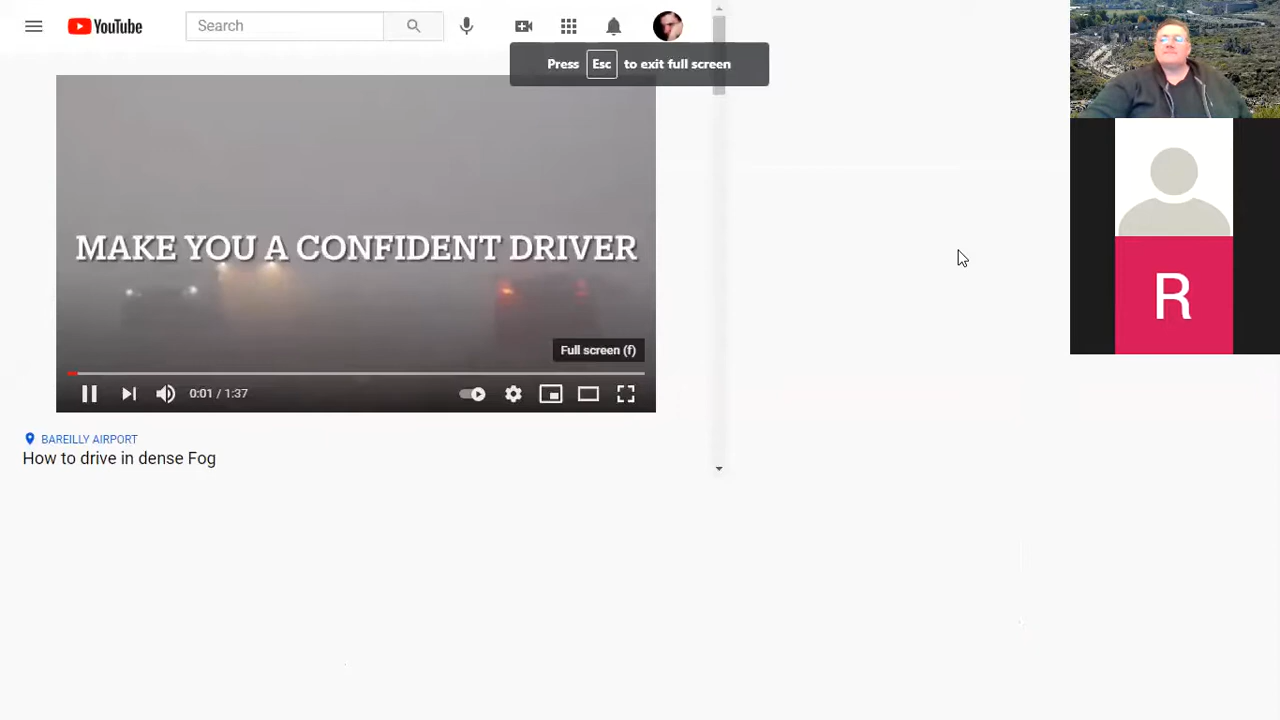 YouTube
Search
Press Esc to exit full screen
MAKE YOU A CONFIDENT DRIVER
Full screen (f)
0:01 / 1:37
BAREILLY AIRPORT
How to drive in dense Fog
R